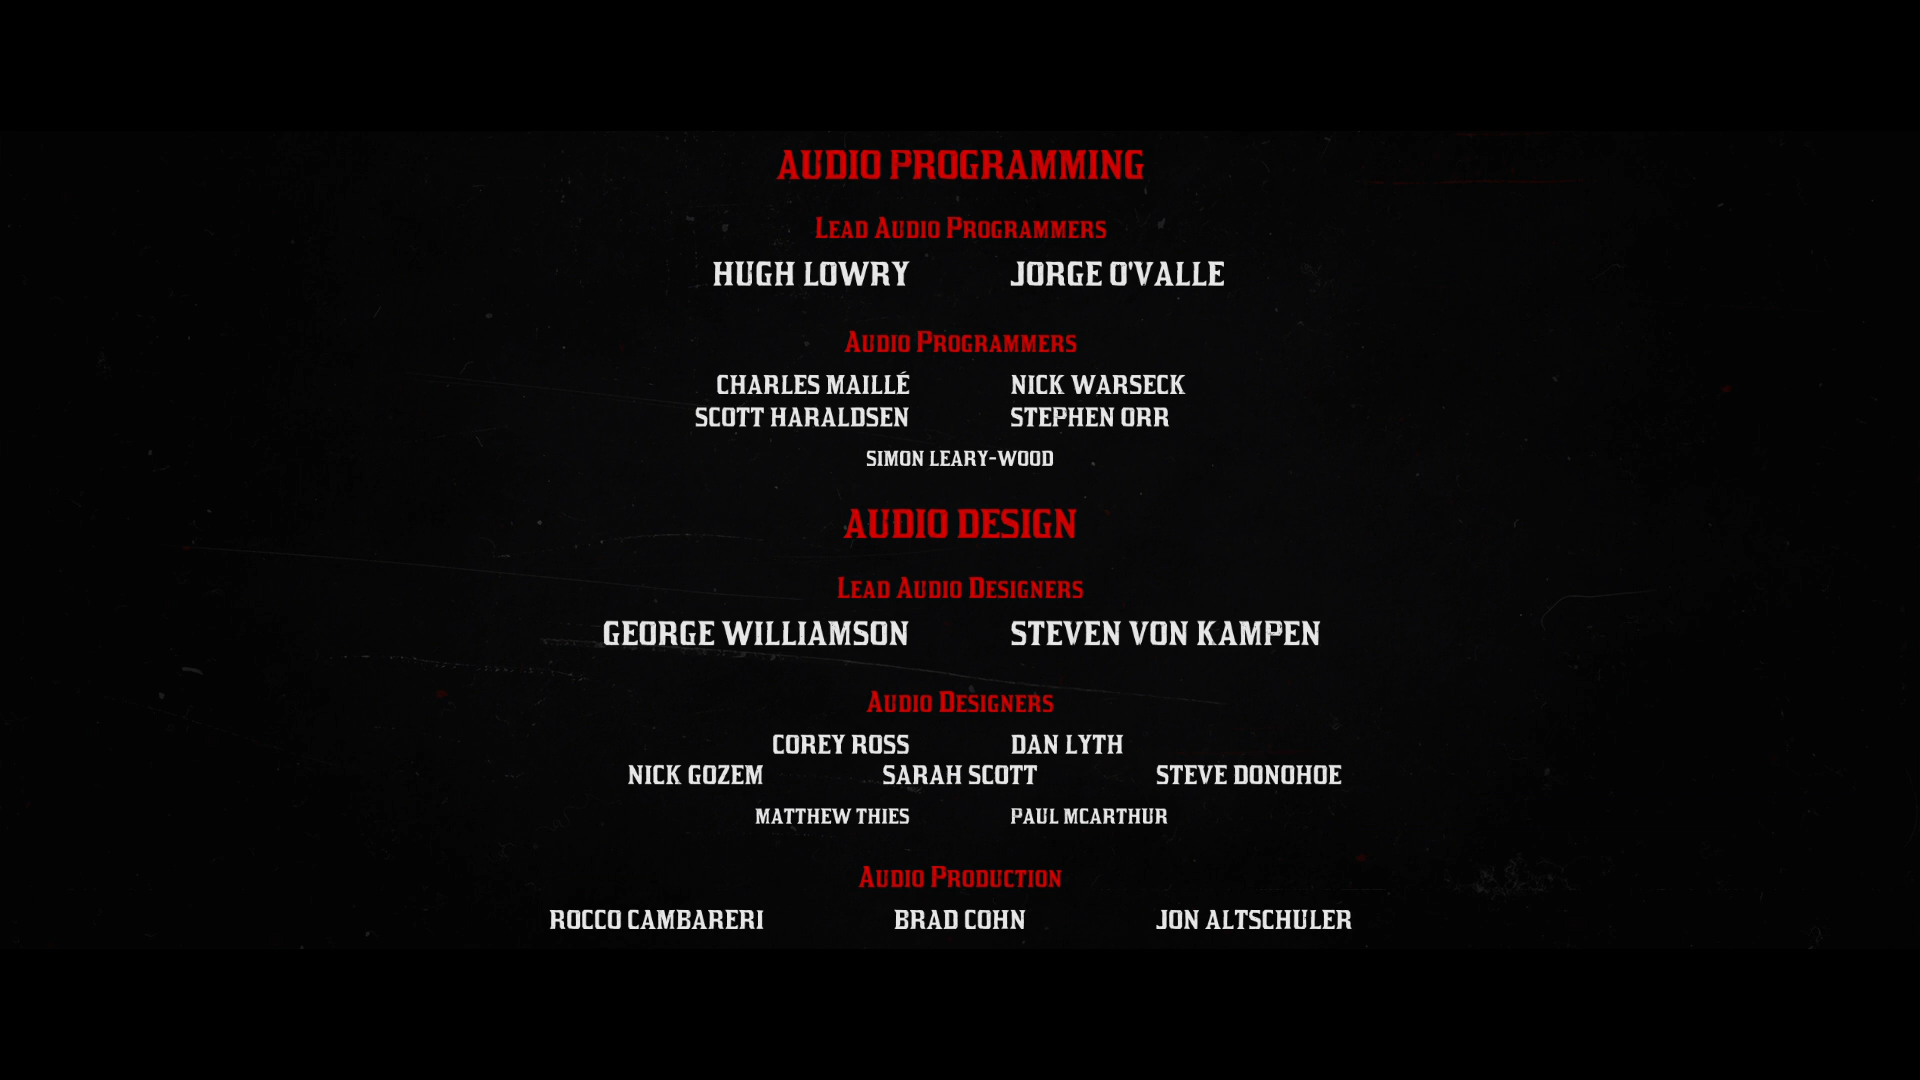 AUDIO PROGRAMMING
LEAD AUDIO PROGRAMMERS
HUGH LOWRY JORGE O'VALLE
AUDIO PROGRAMMERS
CHARLES MAILLÉ NICK WARSECK
SCOTT HARALDSEN STEPHEN ORR
SIMON LEARY-WOOD
AUDIO DESIGN
LEAD AUDIO DESIGNERS
GEORGE WILLIAMSON STEVEN VON KAMPEN
AUDIO DESIGNERS
COREY ROSS DAN LYTH
NICK GOZEM SARAH SCOTT STEVE DONOHOE
MATTHEW THIES PAUL MCARTHUR
AUDIO PRODUCTION
ROCCO CAMBARERI BRAD COHN JON ALTSCHULER